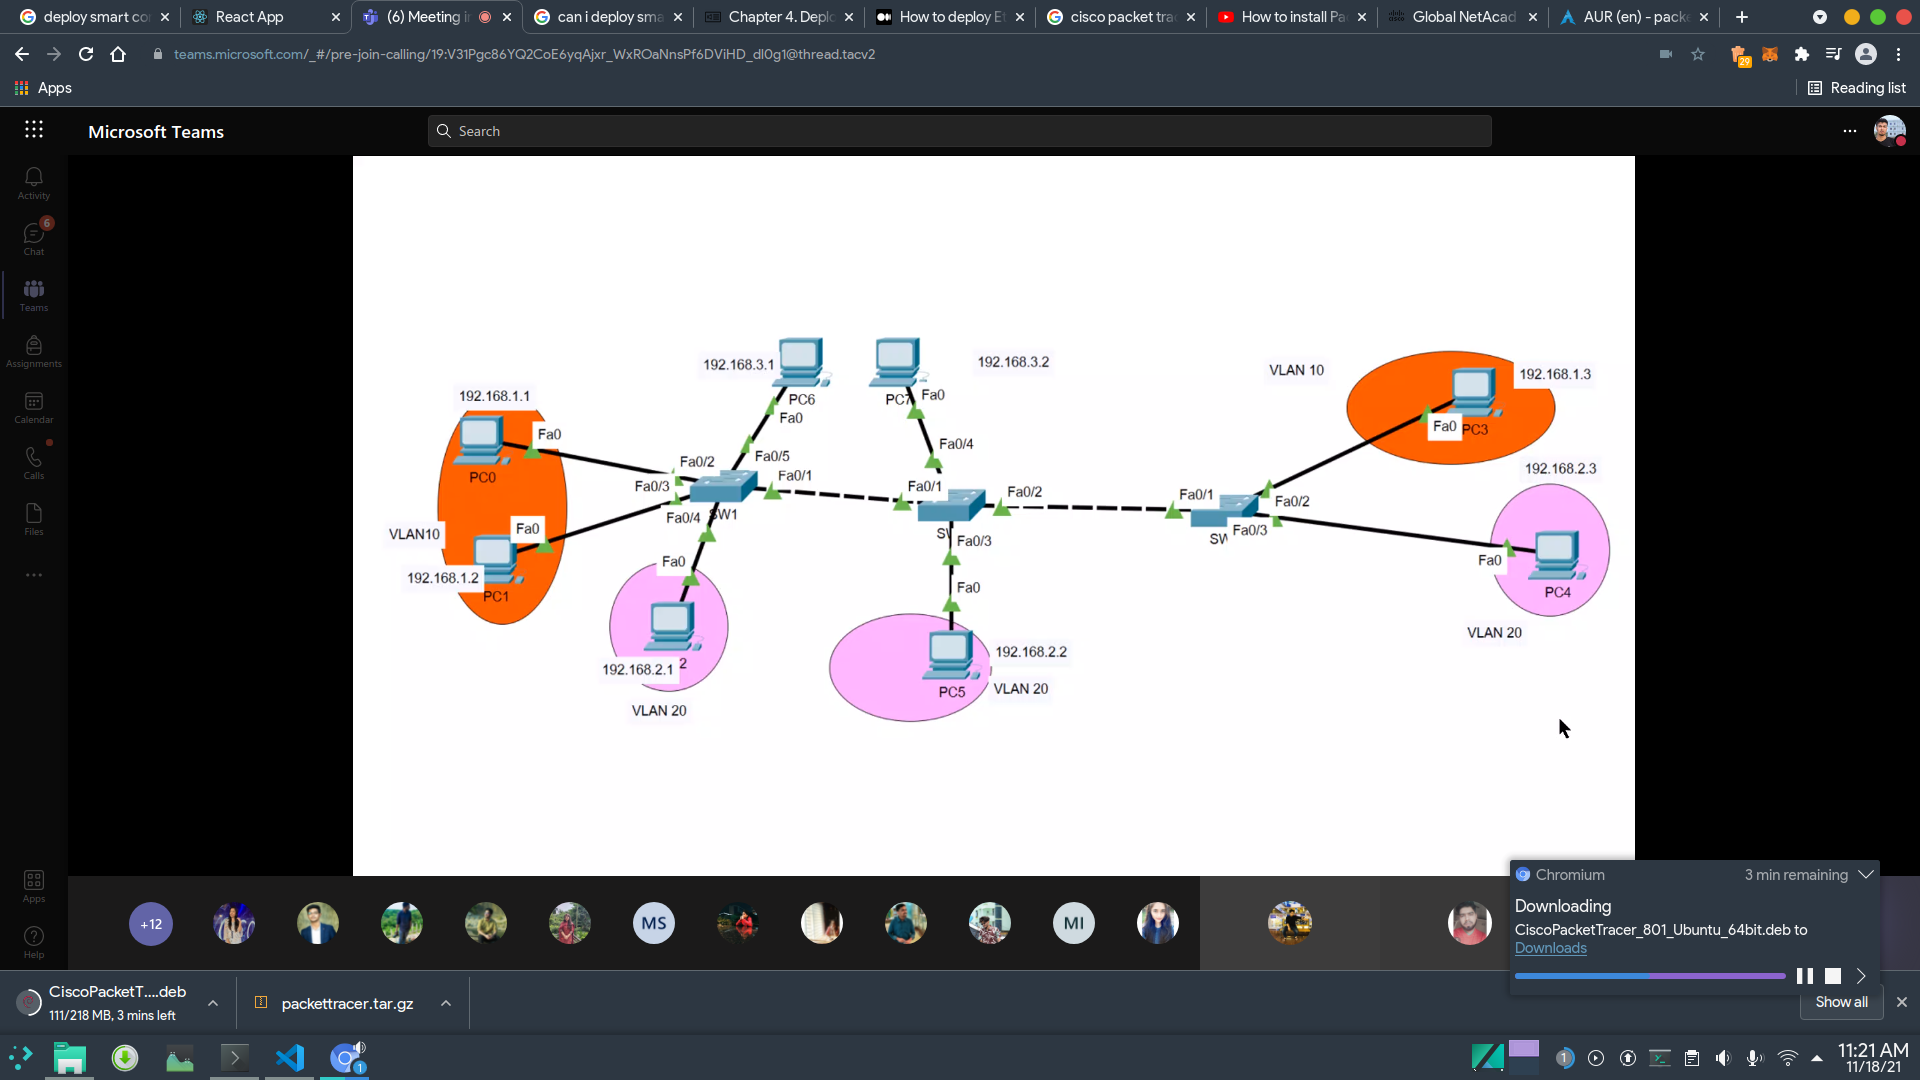 deploy smart co
React App
(6) Meeting i
can i deploy sma
Chapter 4. Depl
How to deploy Et
cisco packet tra
How to install Pa
Global NetAcad
AUR (en) - packe
teams.microsoft.com/_#/pre-join-calling/19:V31Pgc86YQ2CoE6yqAjxr_WxROaNnsPf6DViHD_dl0g1@thread.tacv2
29
Apps
Reading list
Microsoft Teams
Search
Activity
6
Chat
Teams
Assignments
Calendar
Calls
Files
Apps
Help
192.168.3.1
192.168.3.2
VLAN 10
192.168.1.3
PC6
PC7
Fa0
Fa0
192.168.1.1
Fa0
PC3
Fa0
Fa0/4
PC0
Fa0/2
Fa0/5
192.168.2.3
Fa0/3
Fa0/1
Fa0/1
Fa0/2
Fa0/1
Fa0/2
Fa0/4
SW1
VLAN10
Fa0
SW
Fa0/3
SW
Fa0/3
Fa0
Fa0
192.168.1.2
PC1
Fa0
PC4
VLAN 20
192.168.2.1
2
192.168.2.2
PC5
VLAN 20
VLAN 20
+12
MS
MI
Chromium
3 min remaining
Downloading
CiscoPacketTracer_801_Ubuntu_64bit.deb to
Downloads
CiscoPacketT....deb
111/218 MB, 3 mins left
packettracer.tar.gz
Show all
1
1
11:21 AM
11/18/21